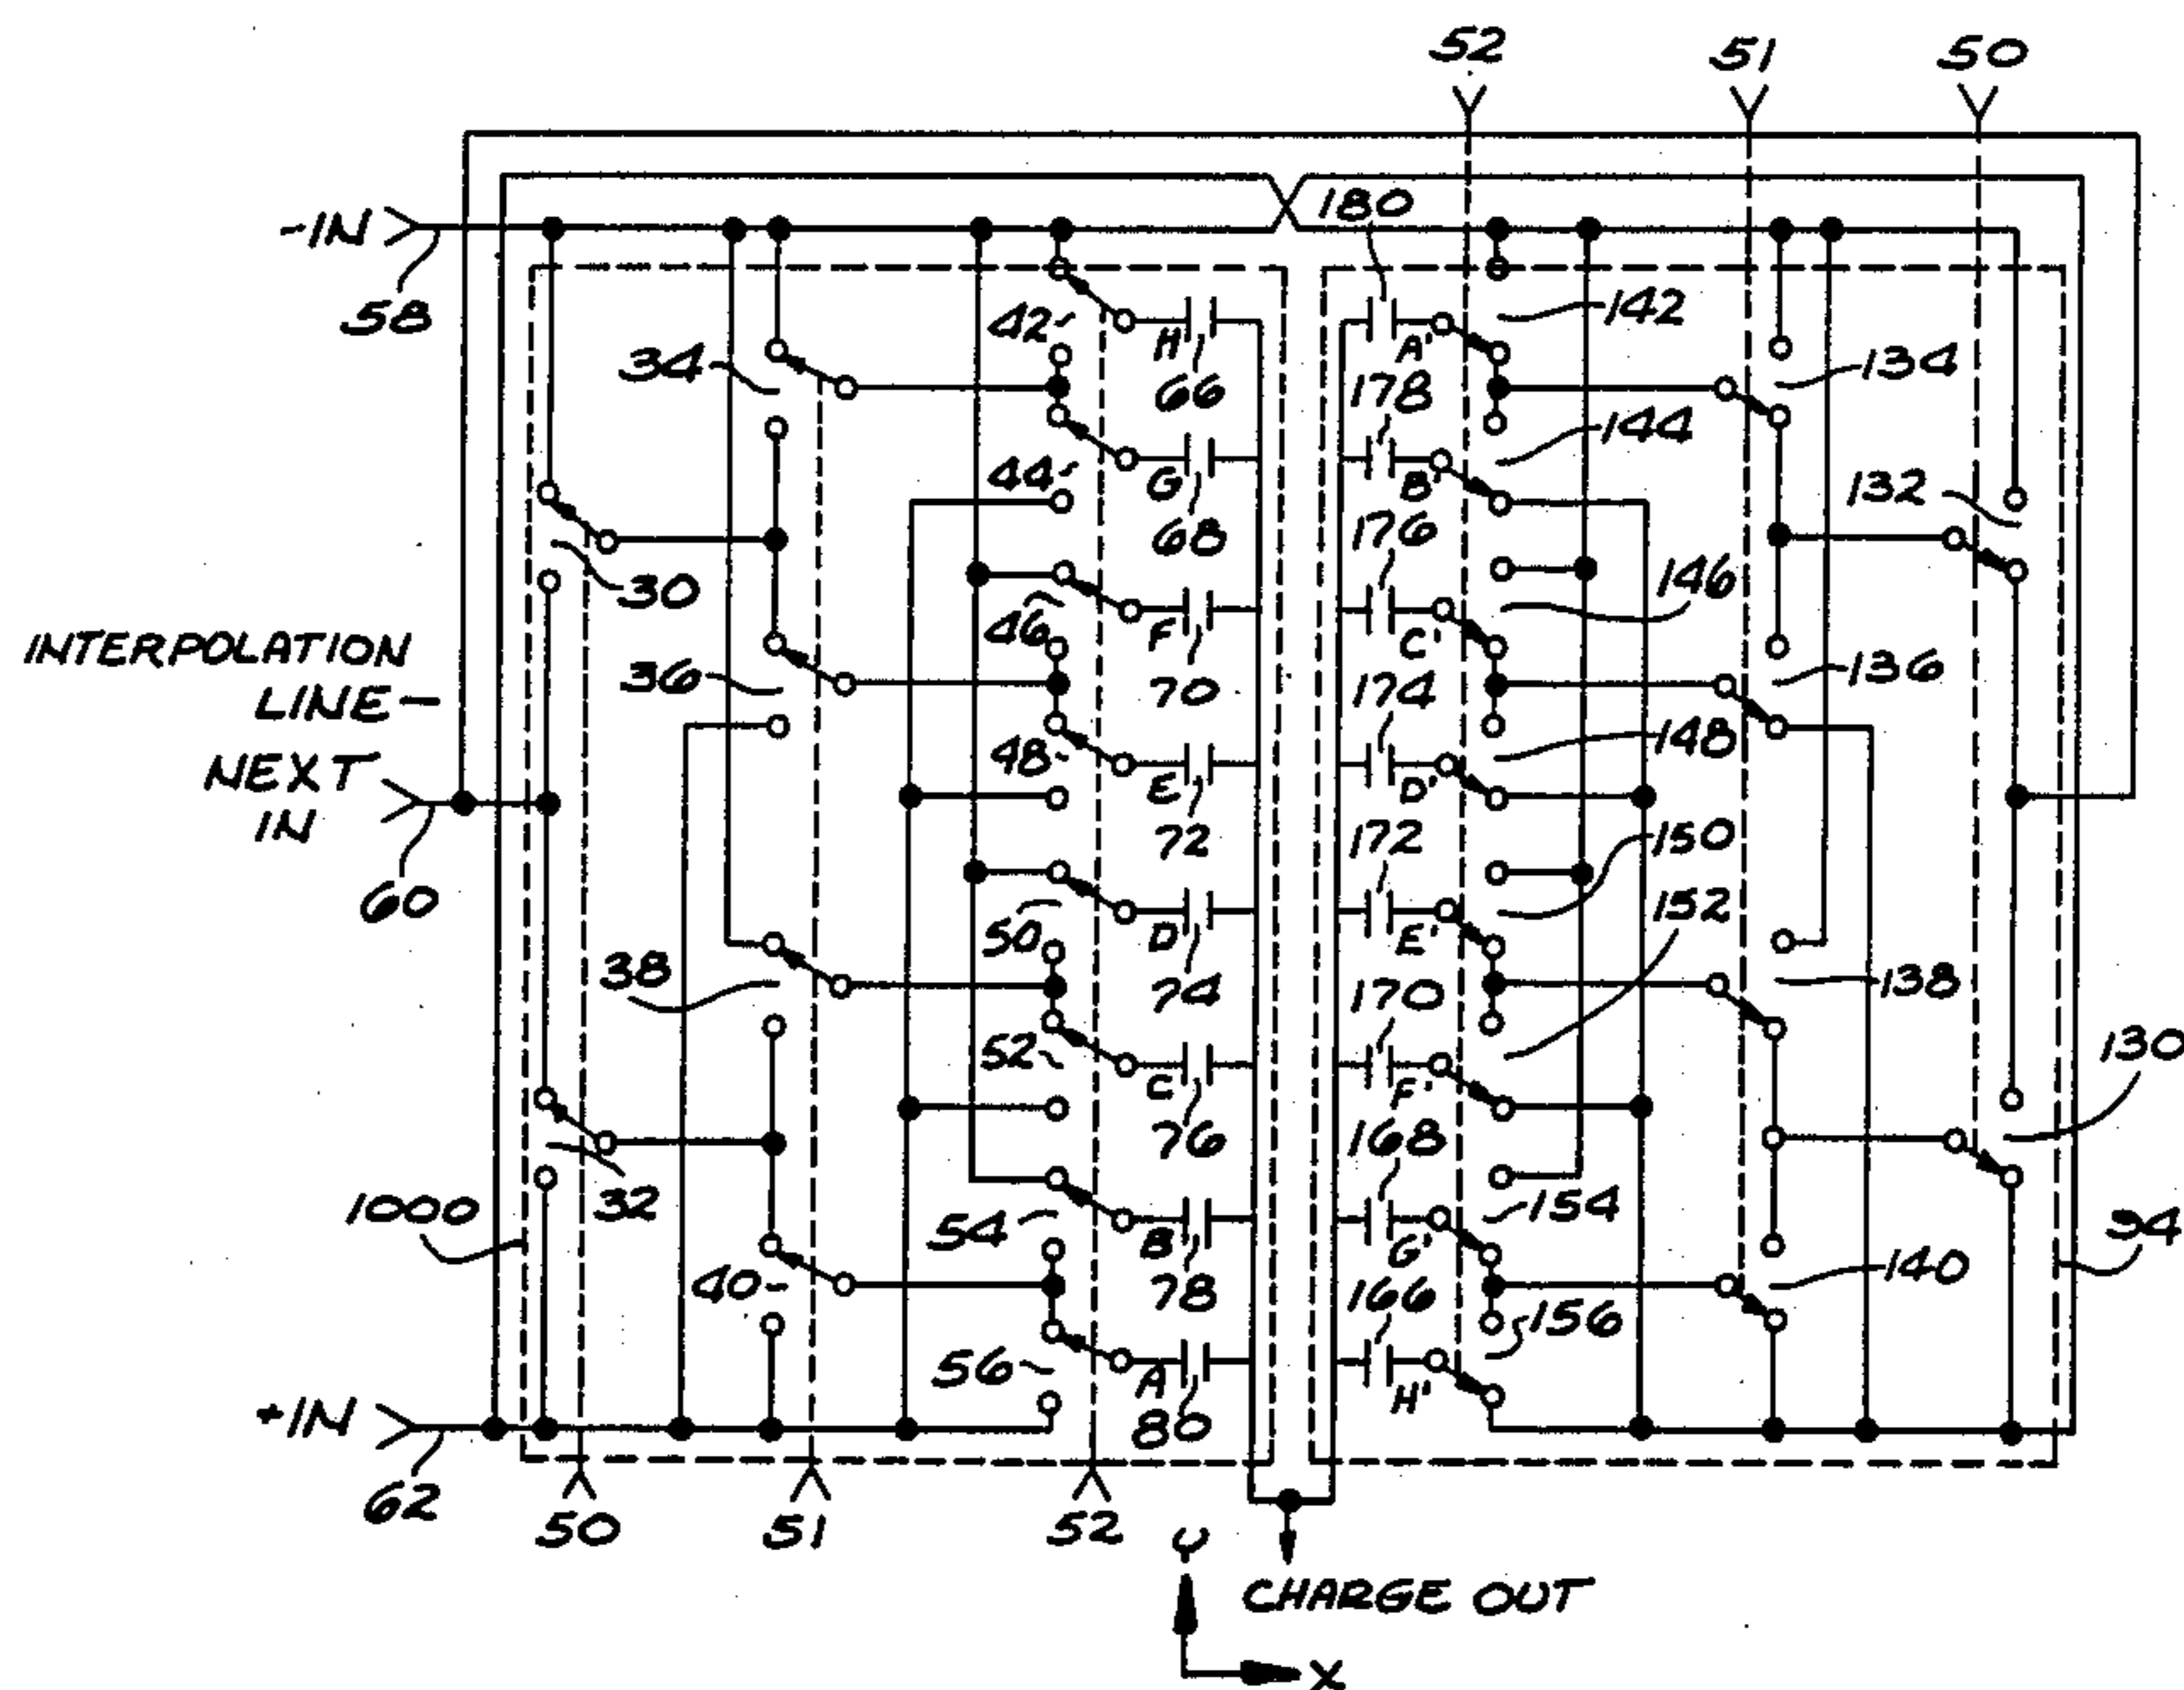 52 51 50
180
-IN
58
42 H' 66 A' 142
34 178 134
44 G 68 B' 144
30 176 132
INTERPOLATION
LINE-
46 F 70 C' 146
36 174 136
NEXT
IN
48 E 72 D' 148
60 172 150
50 D 74 E' 152
38 170 138
52 C 76 F' 130
1000 32 168
54 B 78 G' 154 94
40 166 140
56 A 80 H' 156
+IN
62
50 51 52
Y
CHARGE OUT
X